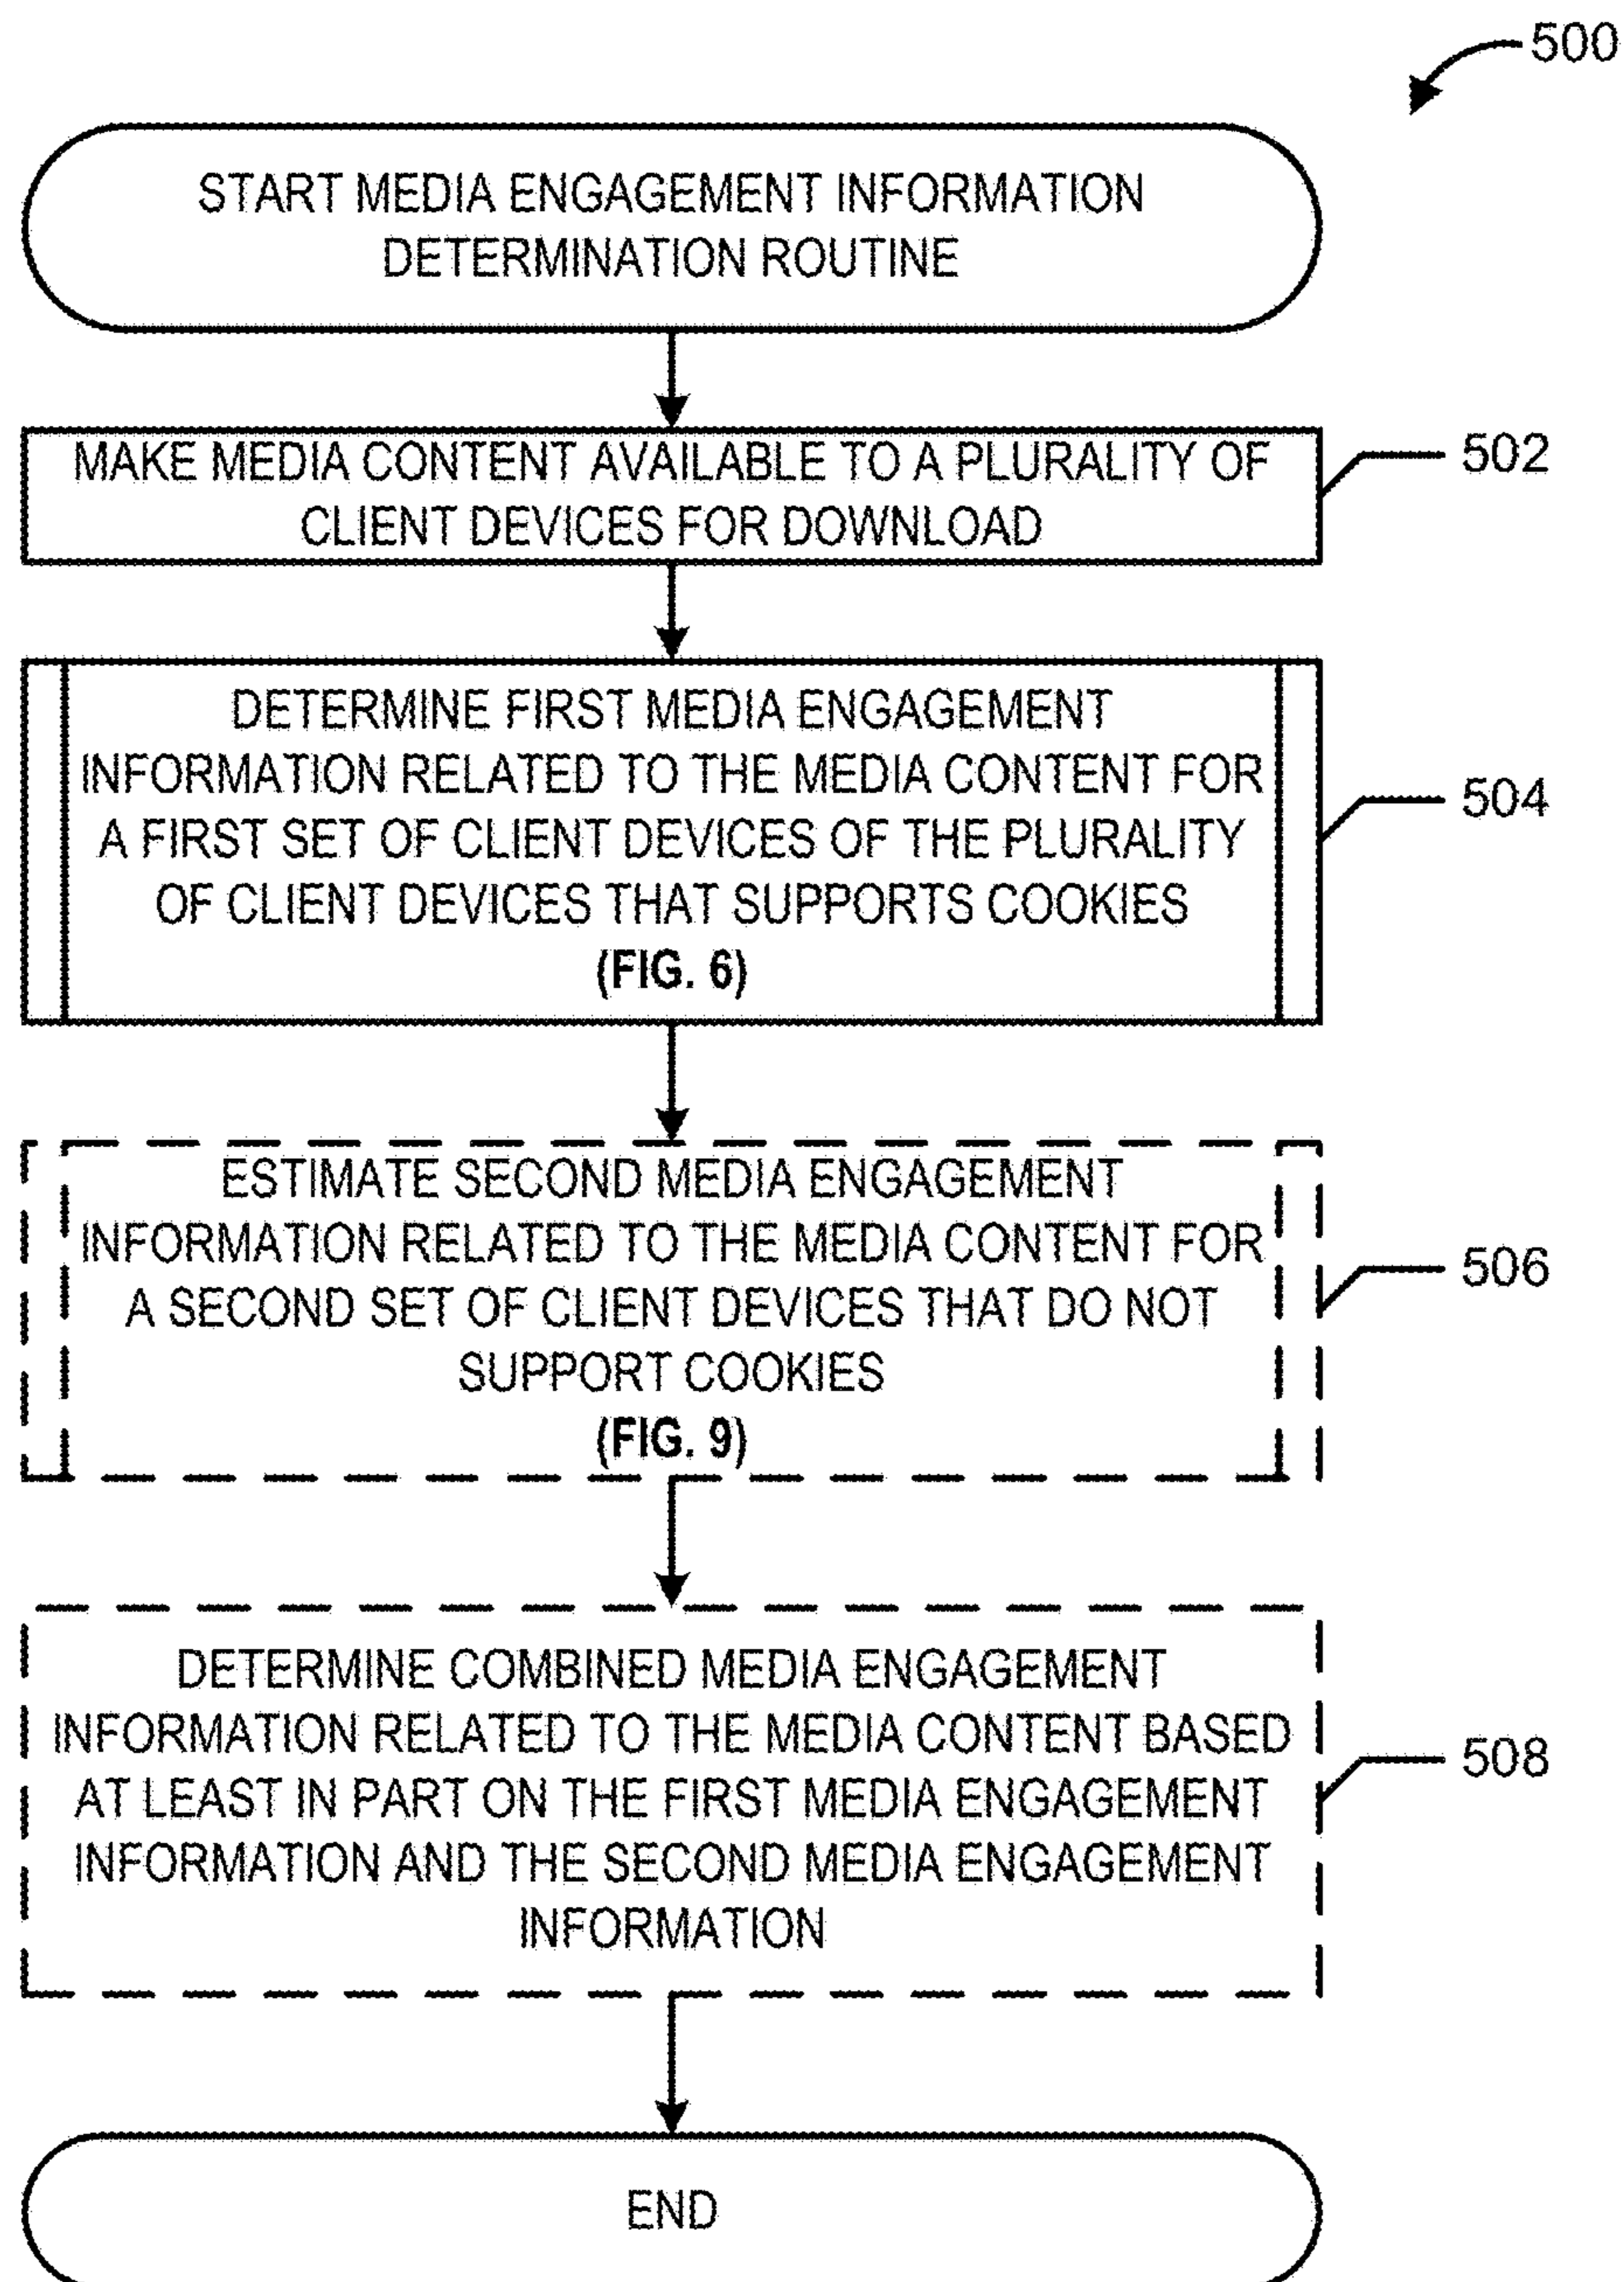 500
START MEDIA ENGAGEMENT INFORMATION
DETERMINATION ROUTINE
MAKE MEDIA CONTENT AVAILABLE TO A PLURALITY OF
CLIENT DEVICES FOR DOWNLOAD
502
DETERMINE FIRST MEDIA ENGAGEMENT
INFORMATION RELATED TO THE MEDIA CONTENT FOR
A FIRST SET OF CLIENT DEVICES OF THE PLURALITY
OF CLIENT DEVICES THAT SUPPORTS COOKIES
(FIG. 6)
504
ESTIMATE SECOND MEDIA ENGAGEMENT
INFORMATION RELATED TO THE MEDIA CONTENT FOR
A SECOND SET OF CLIENT DEVICES THAT DO NOT
SUPPORT COOKIES
(FIG. 9)
506
DETERMINE COMBINED MEDIA ENGAGEMENT
INFORMATION RELATED TO THE MEDIA CONTENT BASED
AT LEAST IN PART ON THE FIRST MEDIA ENGAGEMENT
INFORMATION AND THE SECOND MEDIA ENGAGEMENT
INFORMATION
508
END